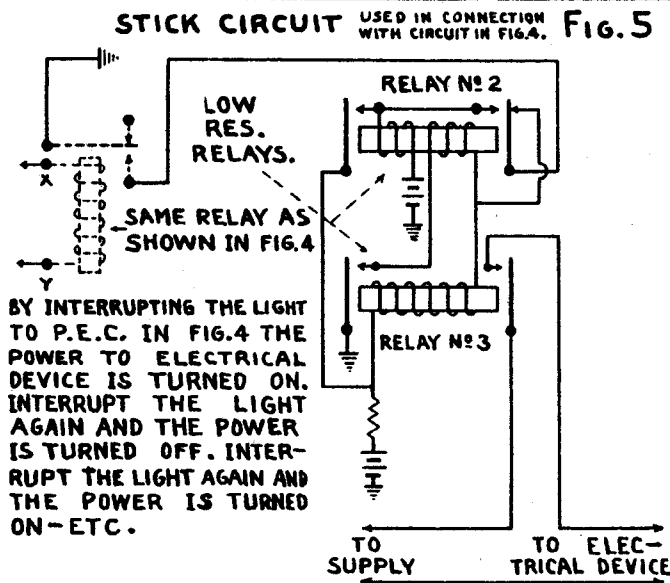 STICK CIRCUIT USED IN CONNECTION WITH CIRCUIT IN FIG.4. FIG.5
RELAY Nº 2
LOW
RES.
RELAYS.
X
SAME RELAY AS
SHOWN IN FIG.4
Y
BY INTERRUPTING THE LIGHT
TO P.E.C. IN FIG.4 THE
POWER TO ELECTRICAL
DEVICE IS TURNED ON.
INTERRUPT THE LIGHT
AGAIN AND THE POWER
IS TURNED OFF. INTER-
RUPT THE LIGHT AGAIN AND
THE POWER IS TURNED
ON-ETC.
RELAY Nº 3
TO
SUPPLY
TO ELEC-
TRICAL DEVICE